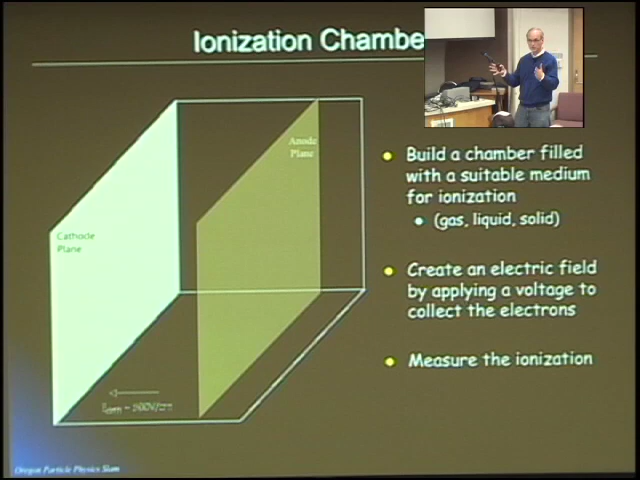 Ionization Chambe
Anode
Plane
Cathode
Plane
Build a chamber filled
with a suitable medium
for ionization
(gas, liquid, solid)
Create an electric field
by applying a voltage to
collect the electrons
Measure the ionization
Oregon Particle Physics Slam